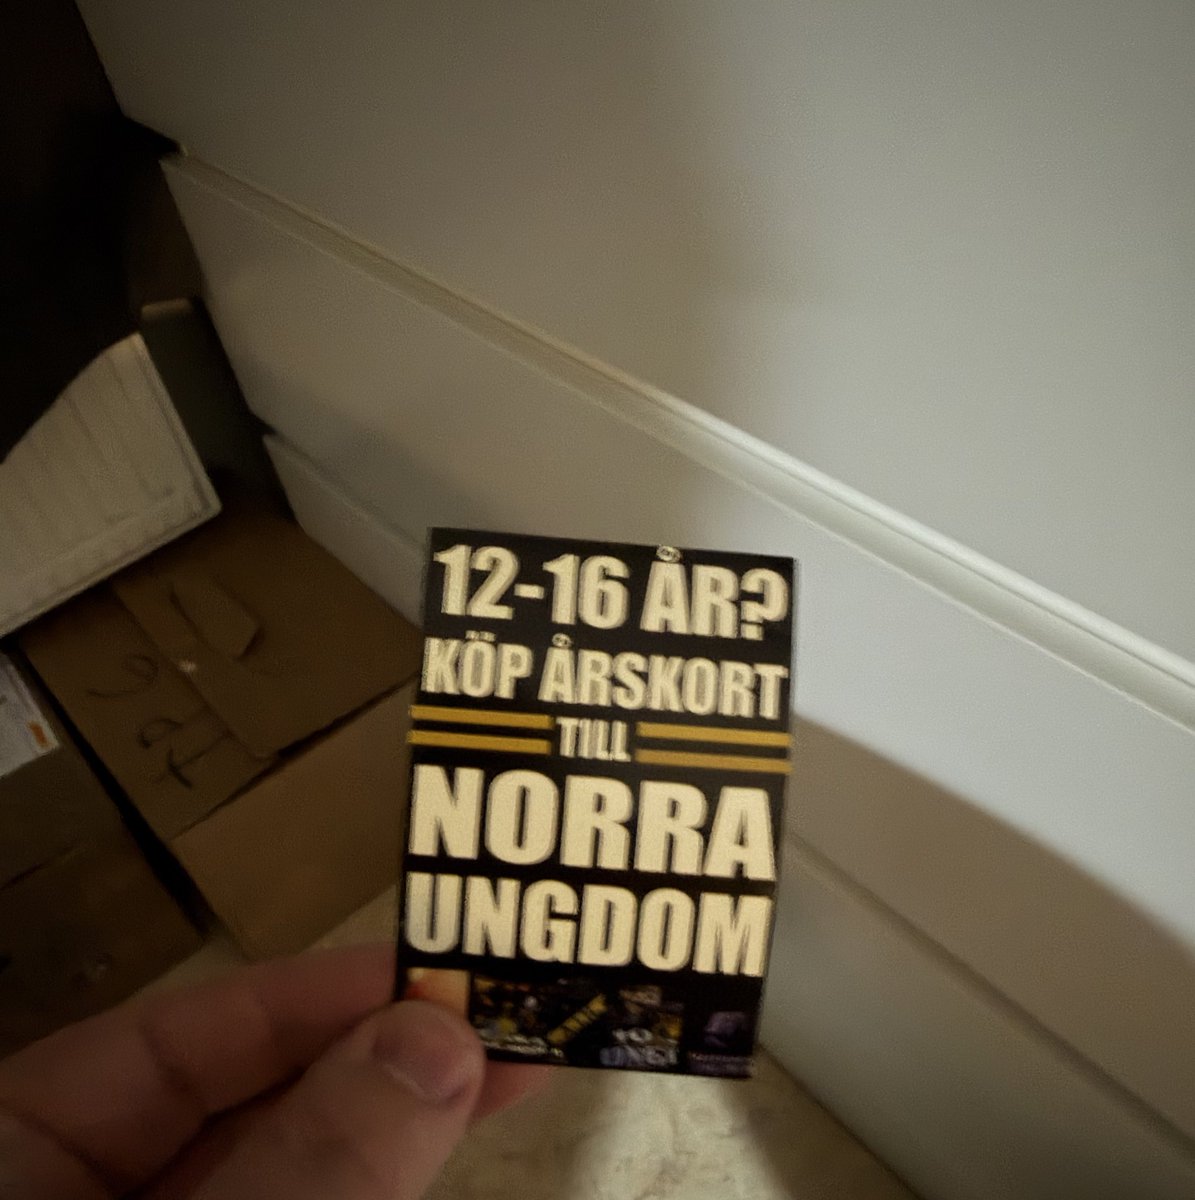 12-16 ÅR?
KÖP ÅRSKORT
TILL
NORRA
UNGDOM